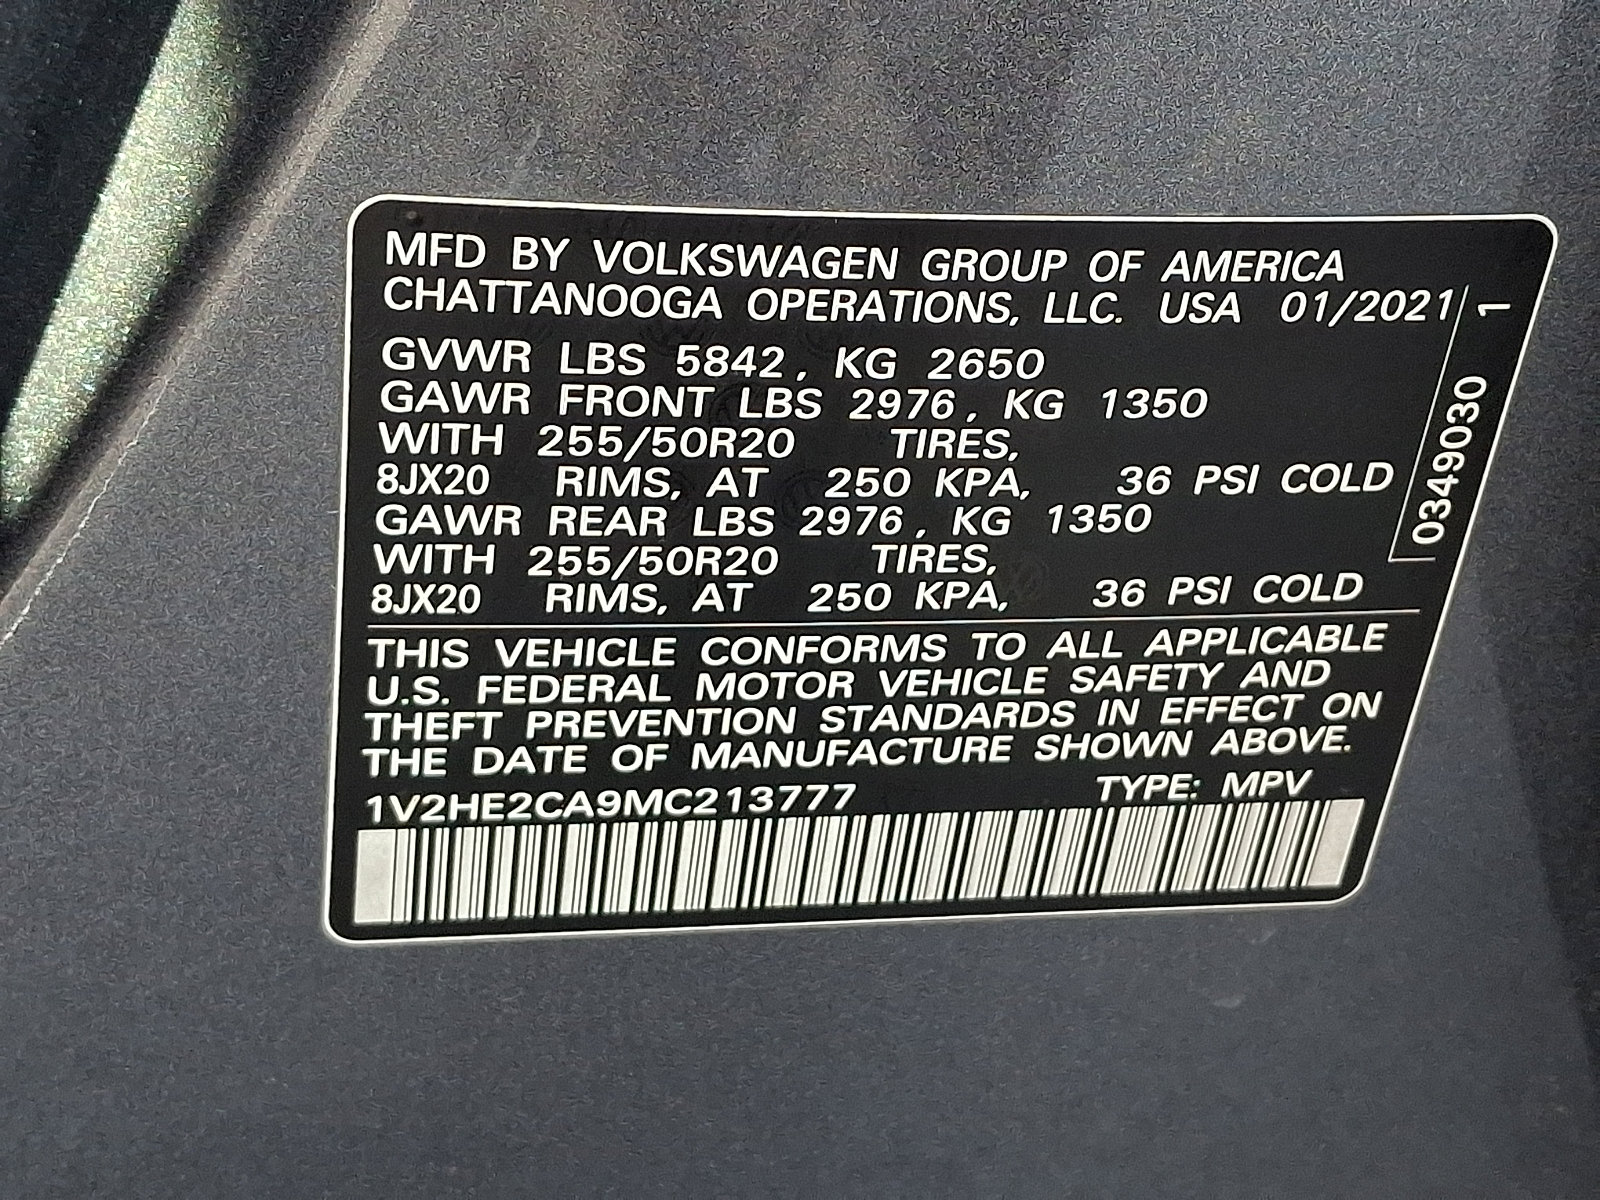 MFD BY VOLKSWAGEN GROUP OF AMERICA
CHATTANOOGA OPERATIONS, LLC. USA 01/2021
GVWR LBS 5842, KG 2650
GAWR FRONT LBS 2976, KG 1350
WITH 255/50R20 TIRES,
8JX20 RIMS, AT 250 KPA, 36 PSI COLD
GAWR REAR LBS 2976, KG 1350
WITH 255/50R20 TIRES,
8JX20 RIMS, AT 250 KPA, 36 PSI COLD
THIS VEHICLE CONFORMS TO ALL APPLICABLE
U.S. FEDERAL MOTOR VEHICLE SAFETY AND
THEFT PREVENTION STANDARDS IN EFFECT ON
THE DATE OF MANUFACTURE SHOWN ABOVE.
1V2HE2CA9MC213777 TYPE: MPV
0349030 1